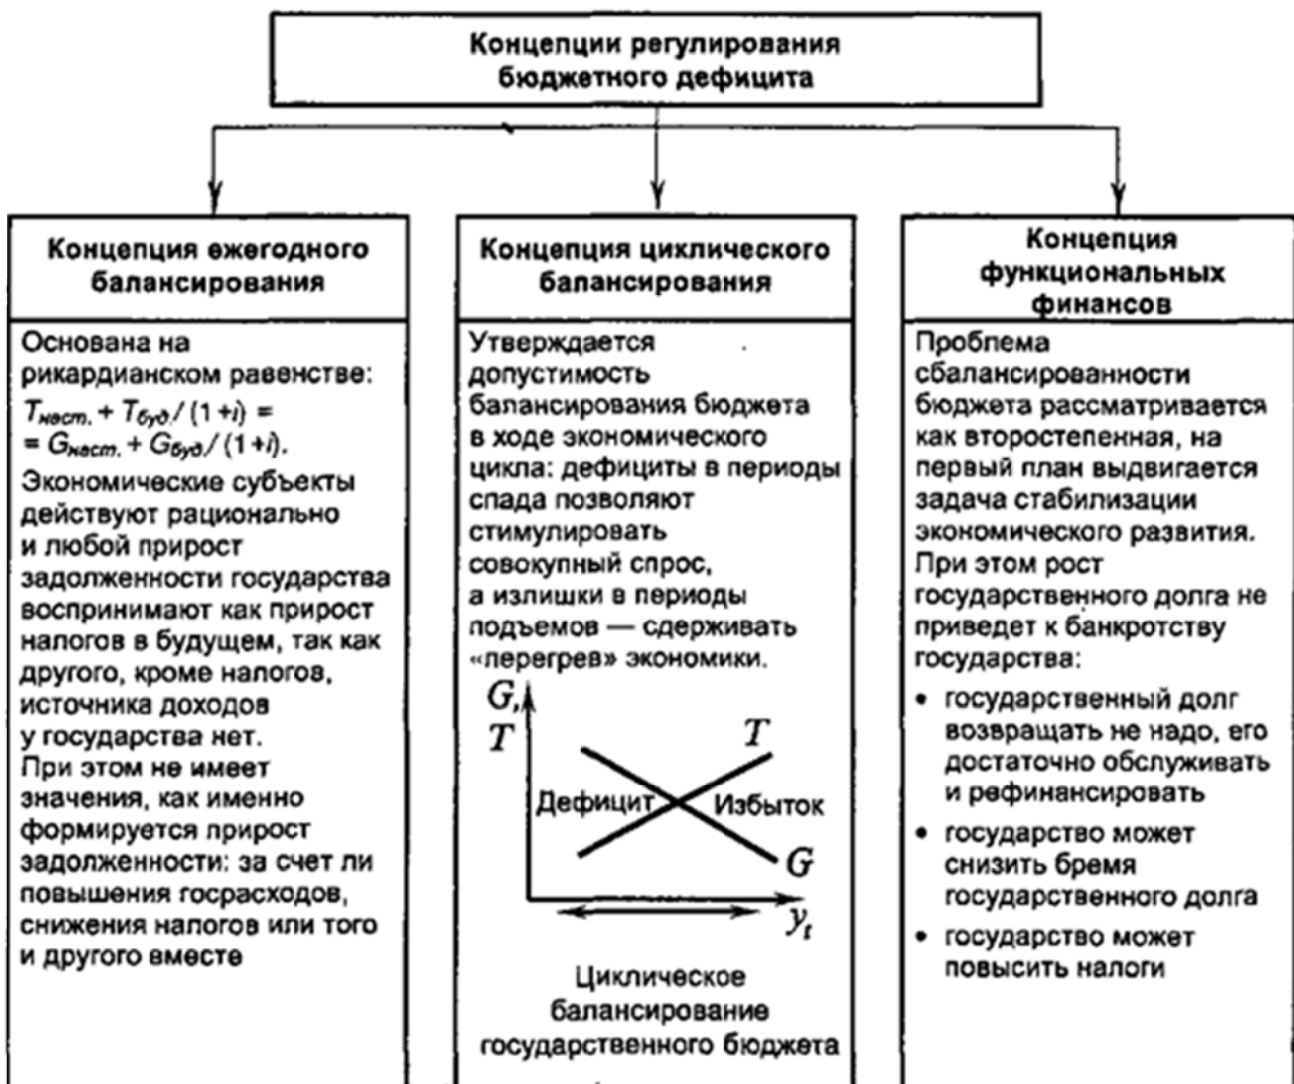 Концепции регулирования
бюджетного дефицита
Концепция ежегодного
балансирования
Основана на
рикардианском равенстве:
Tнаст. + Tбуд./(1+i) =
= Gнаст. + Gбуд/(1+i).
Экономические субъекты
действуют рационально
и любой прирост
задолженности государства
воспринимают как прирост
налогов в будущем, так как
другого, кроме налогов,
источника доходов
у государства нет.
При этом не имеет
значения, как именно
формируется прирост
задолженности: за счет ли
повышения госрасходов,
снижения налогов или того
и другого вместе
Концепция циклического
балансирования
Утверждается
допустимость
балансирования бюджета
в ходе экономического
цикла: дефициты в периоды
спада позволяют
стимулировать
совокупный спрос,
а излишки в периоды
подъемов — сдерживать
«перегрев» экономики.
G,
T
T
Дефицит
Избыток
G
yt
Циклическое
балансирование
государственного бюджета
Концепция
функциональных
финансов
Проблема
сбалансированности
бюджета рассматривается
как второстепенная, на
первый план выдвигается
задача стабилизации
экономического развития.
При этом рост
государственного долга не
приведет к банкротству
государства:
• государственный долг
возвращать не надо, его
достаточно обслуживать
и рефинансировать
• государство может
снизить бремя
государственного долга
• государство может
повысить налоги